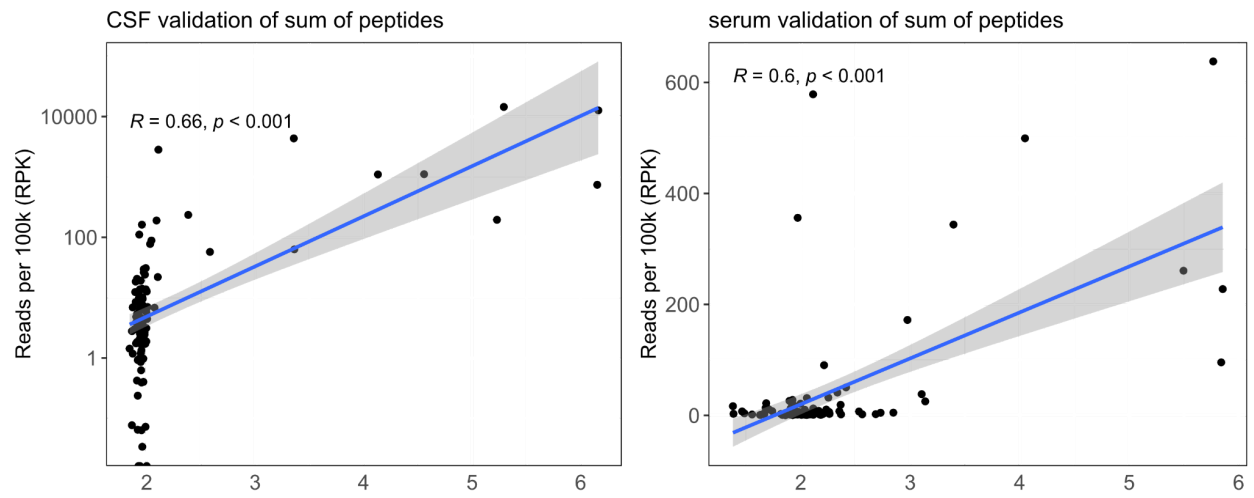 CSF validation of sum of peptides
Reads per 100k (RPK)
10000
100
1
R = 0.66, p < 0.001
2 3 4 5 6
serum validation of sum of peptides
Reads per 100k (RPK)
600
400
200
0
R = 0.6, p < 0.001
2 3 4 5 6